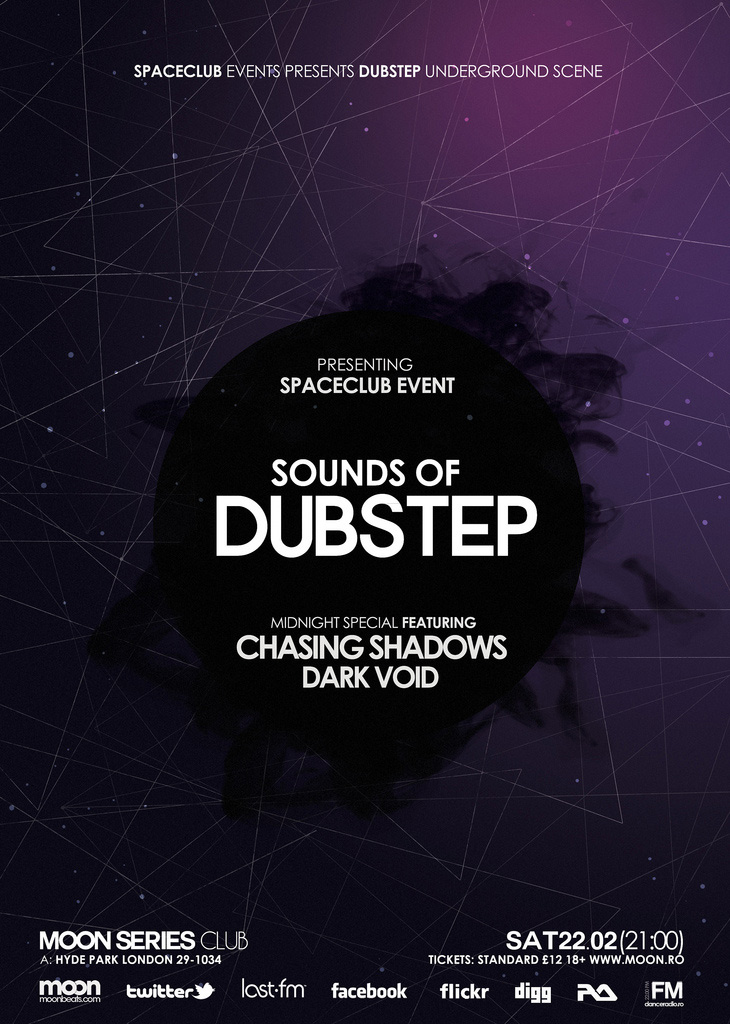 SPACECLUB EVENTS PRESENTS DUBSTEP UNDERGROUND SCENE
PRESENTING
SPACECLUB EVENT
SOUNDS OF
DUBSTEP
MIDNIGHT SPECIAL FEATURING
CHASING SHADOWS
DARK VOID
MOON SERIES CLUB
A: HYDE PARK LONDON 29-1034
SAT22.02(21:00)
TICKETS: STANDARD £12 18+ WWW.MOON.RO
moon
moonbeats.com
twitter
last·fm
facebook
flickr
digg
RA
FM
danceradio.ro